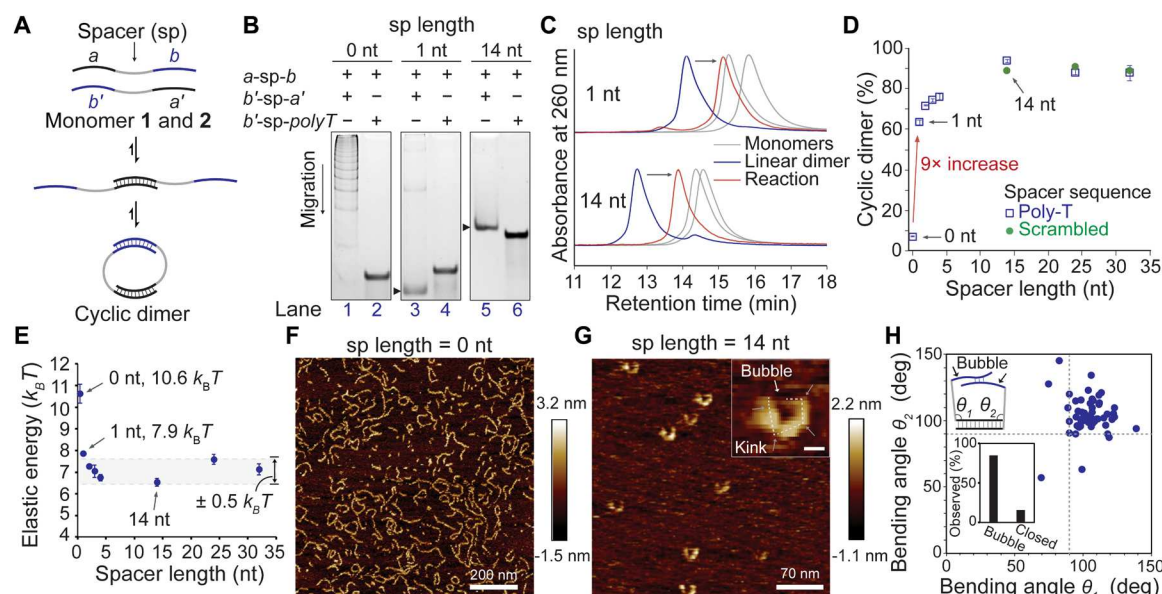 A
Spacer (sp)
a
b
b'
a'
Monomer 1 and 2
Cyclic dimer
B
sp length
0 nt 1 nt 14 nt
a-sp-b + + + + + +
b'-sp-a' + − + − + −
b'-sp-polyT − + − + − +
Migration
Lane 1 2 3 4 5 6
C
sp length
1 nt
14 nt
Monomers
Linear dimer
Reaction
Absorbance at 260 nm
11 12 13 14 15 16 17 18
Retention time (min)
D
Cyclic dimer (%)
100
80
60
40
20
0
14 nt
1 nt
9× increase
0 nt
Spacer sequence
Poly-T
Scrambled
0 5 10 15 20 25 30 35
Spacer length (nt)
E
Elastic energy (kBT)
12
11
10
9
8
7
6
5
4
0 nt, 10.6 kBT
1 nt, 7.9 kBT
14 nt
± 0.5 kBT
0 5 10 15 20 25 30 35
Spacer length (nt)
F
sp length = 0 nt
3.2 nm
-1.5 nm
200 nm
G
sp length = 14 nt
Bubble
Kink
2.2 nm
-1.1 nm
70 nm
H
Bending angle θ2 (deg)
150
100
50
0
Bubble
θ1 θ2
Observed (%)
100
50
0
Bubble
Closed
0 50 100 150
Bending angle θ1 (deg)